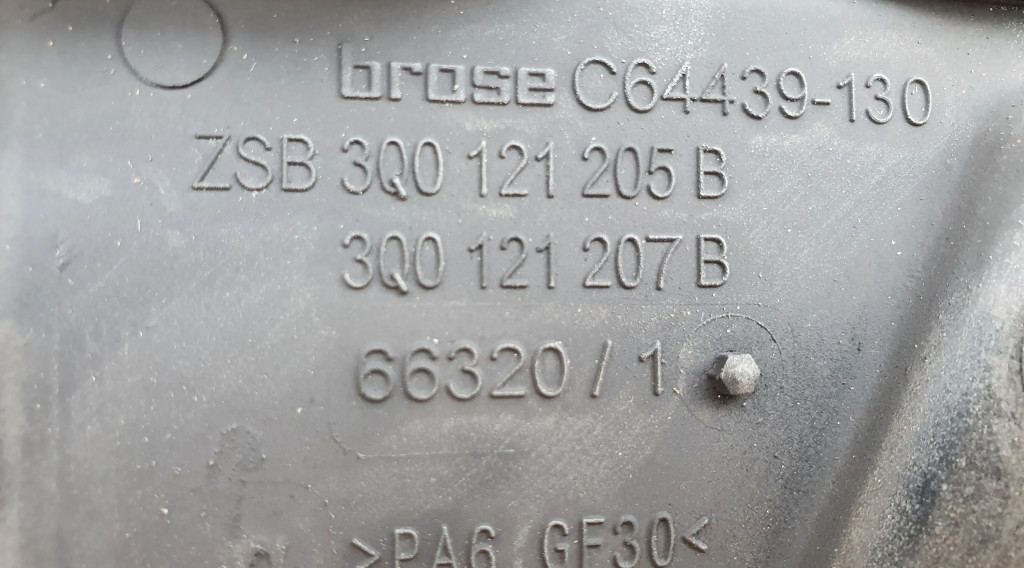 brose C64439-130
ZSB 3Q0 121 205 B
3Q0 121 207 B
66320 / 1
>PA6 GF30<